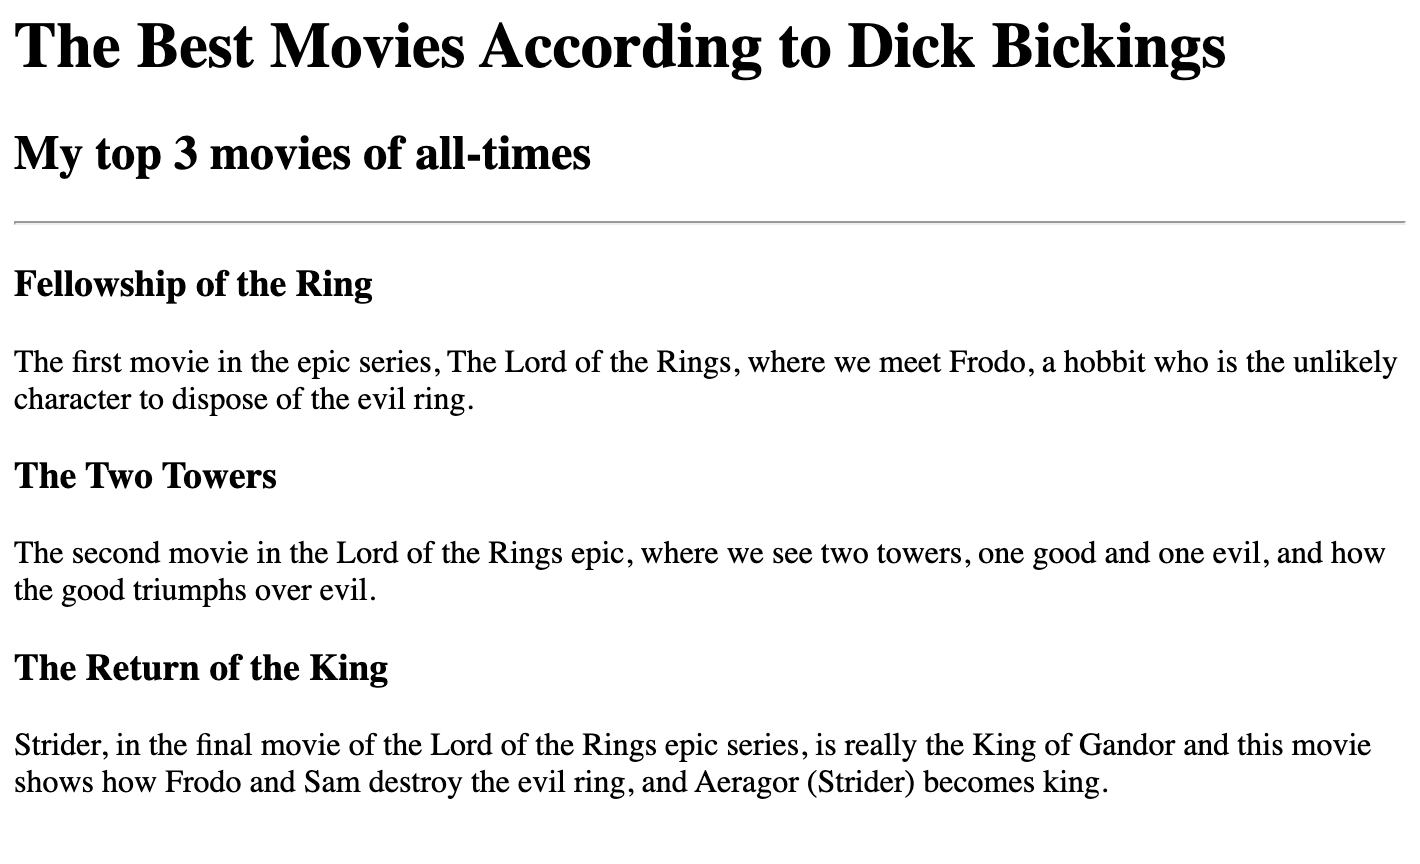 The Best Movies According to Dick Bickings
My top 3 movies of all-times
Fellowship of the Ring
The first movie in the epic series, The Lord of the Rings, where we meet Frodo, a hobbit who is the unlikely
character to dispose of the evil ring.
The Two Towers
The second movie in the Lord of the Rings epic, where we see two towers, one good and one evil, and how
the good triumphs over evil.
The Return of the King
Strider, in the final movie of the Lord of the Rings epic series, is really the King of Gandor and this movie
shows how Frodo and Sam destroy the evil ring, and Aeragor (Strider) becomes king.